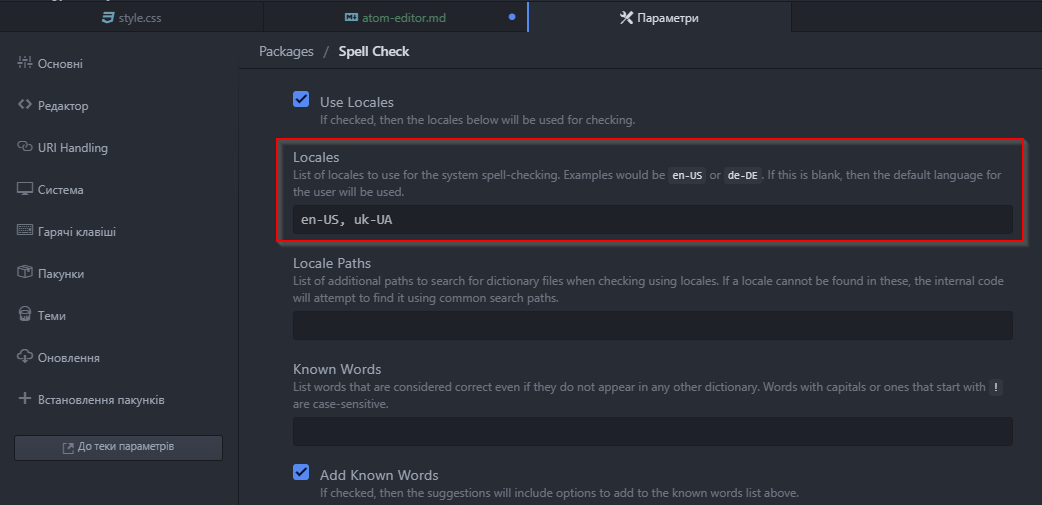 style.css
atom-editor.md
Параметри
Основні
Редактор
URI Handling
Система
Гарячі клавіші
Пакунки
Теми
Оновлення
Встановлення пакунків
До теки параметрів
Packages / Spell Check
Use Locales
If checked, then the locales below will be used for checking.
Locales
List of locales to use for the system spell-checking. Examples would be en-US or de-DE. If this is blank, then the default language for
the user will be used.
en-US, uk-UA
Locale Paths
List of additional paths to search for dictionary files when checking using locales. If a locale cannot be found in these, the internal code
will attempt to find it using common search paths.
Known Words
List words that are considered correct even if they do not appear in any other dictionary. Words with capitals or ones that start with !
are case-sensitive.
Add Known Words
If checked, then the suggestions will include options to add to the known words list above.